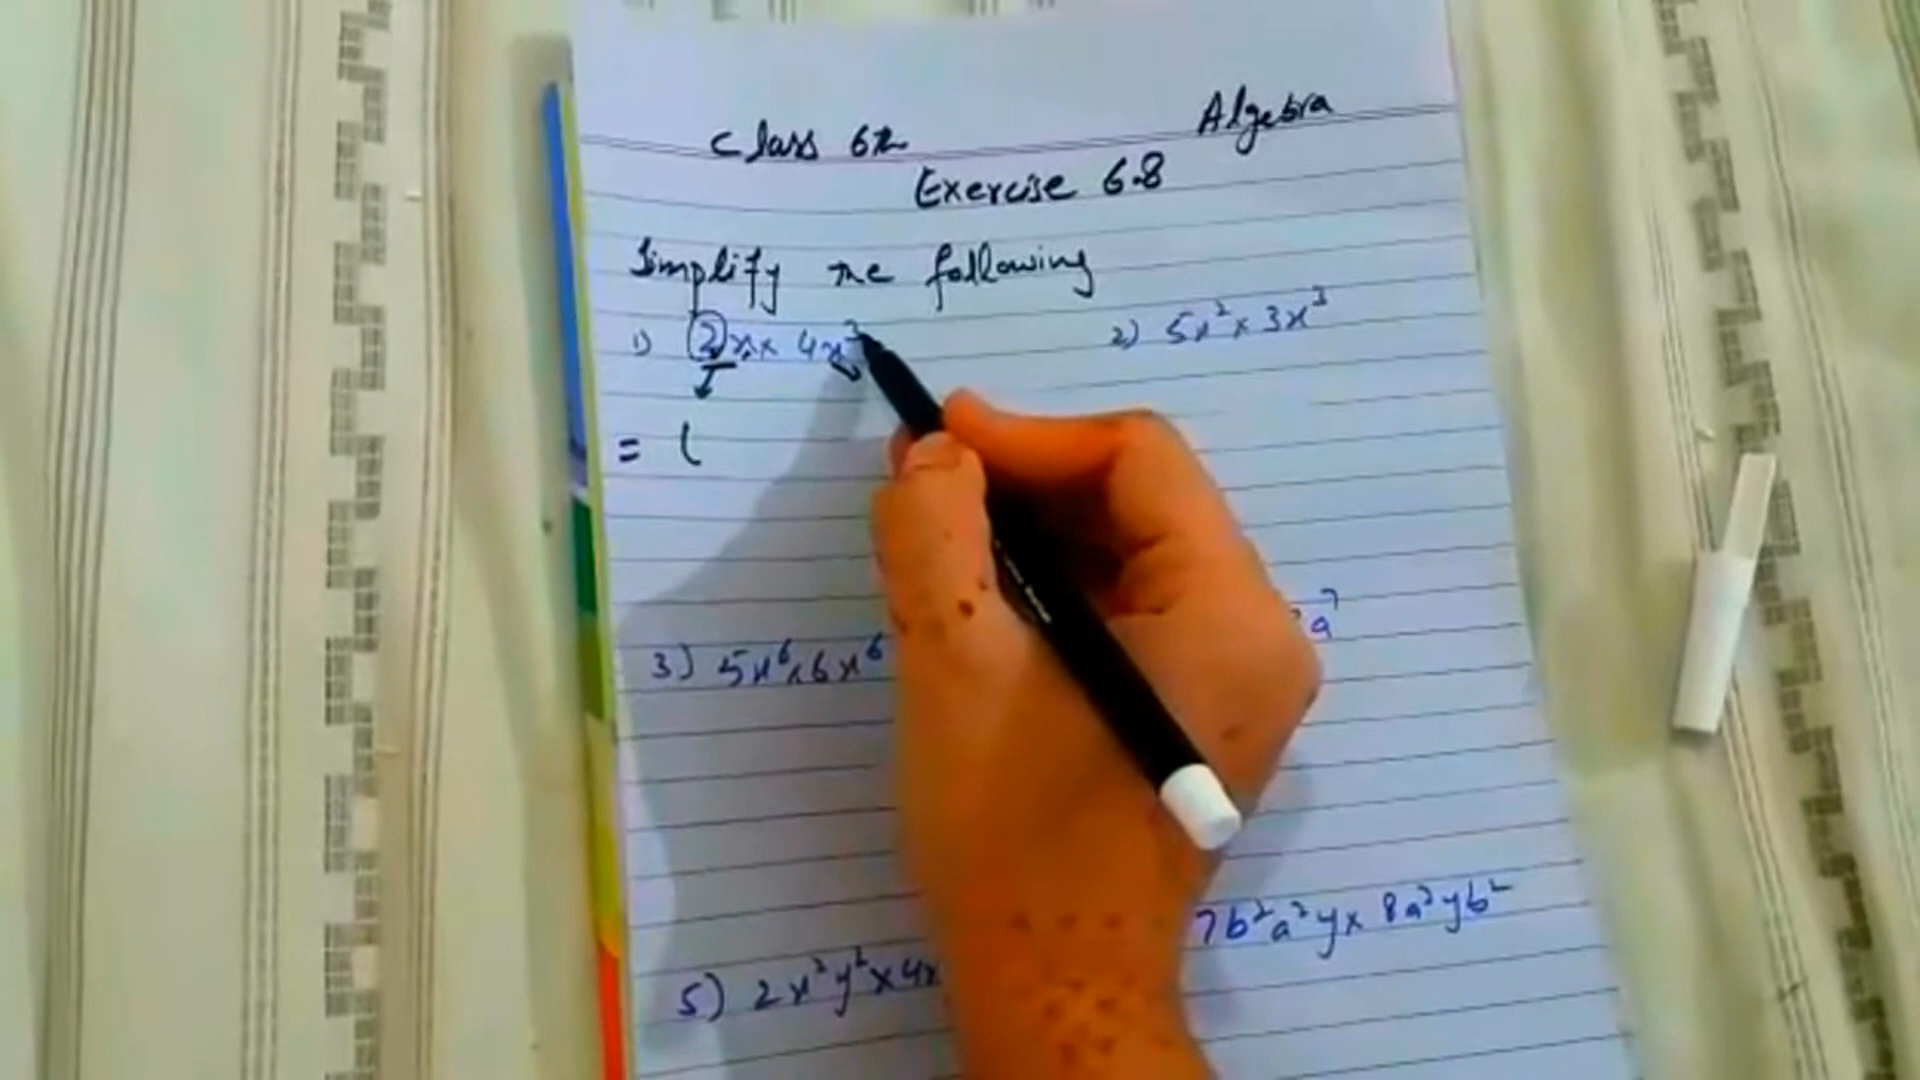 Class 6th Algebra
Exercise 6.8
Simplify the following
1) 2x × 4x³ 2) 5x² × 3x³
= (
3) 5x⁶ × 6x⁶ a⁷
5) 2x²y² × 4x 7b²a²y × 8a²yb²